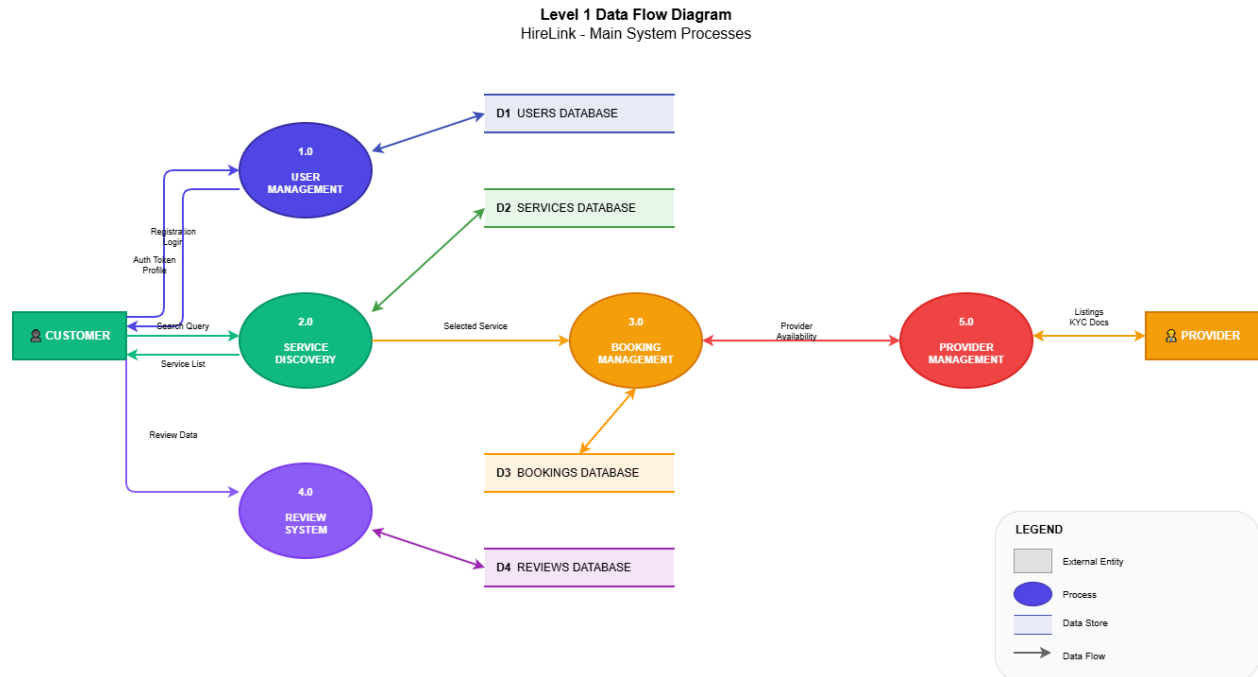 Level 1 Data Flow Diagram
HireLink - Main System Processes
D1 USERS DATABASE
1.0
USER
MANAGEMENT
D2 SERVICES DATABASE
Registration
Login
Auth Token
Profile
CUSTOMER
Search Query
Service List
2.0
SERVICE
DISCOVERY
Selected Service
3.0
BOOKING
MANAGEMENT
Provider
Availability
5.0
PROVIDER
MANAGEMENT
Listings
KYC Docs
PROVIDER
Review Data
D3 BOOKINGS DATABASE
4.0
REVIEW
SYSTEM
D4 REVIEWS DATABASE
LEGEND
External Entity
Process
Data Store
Data Flow